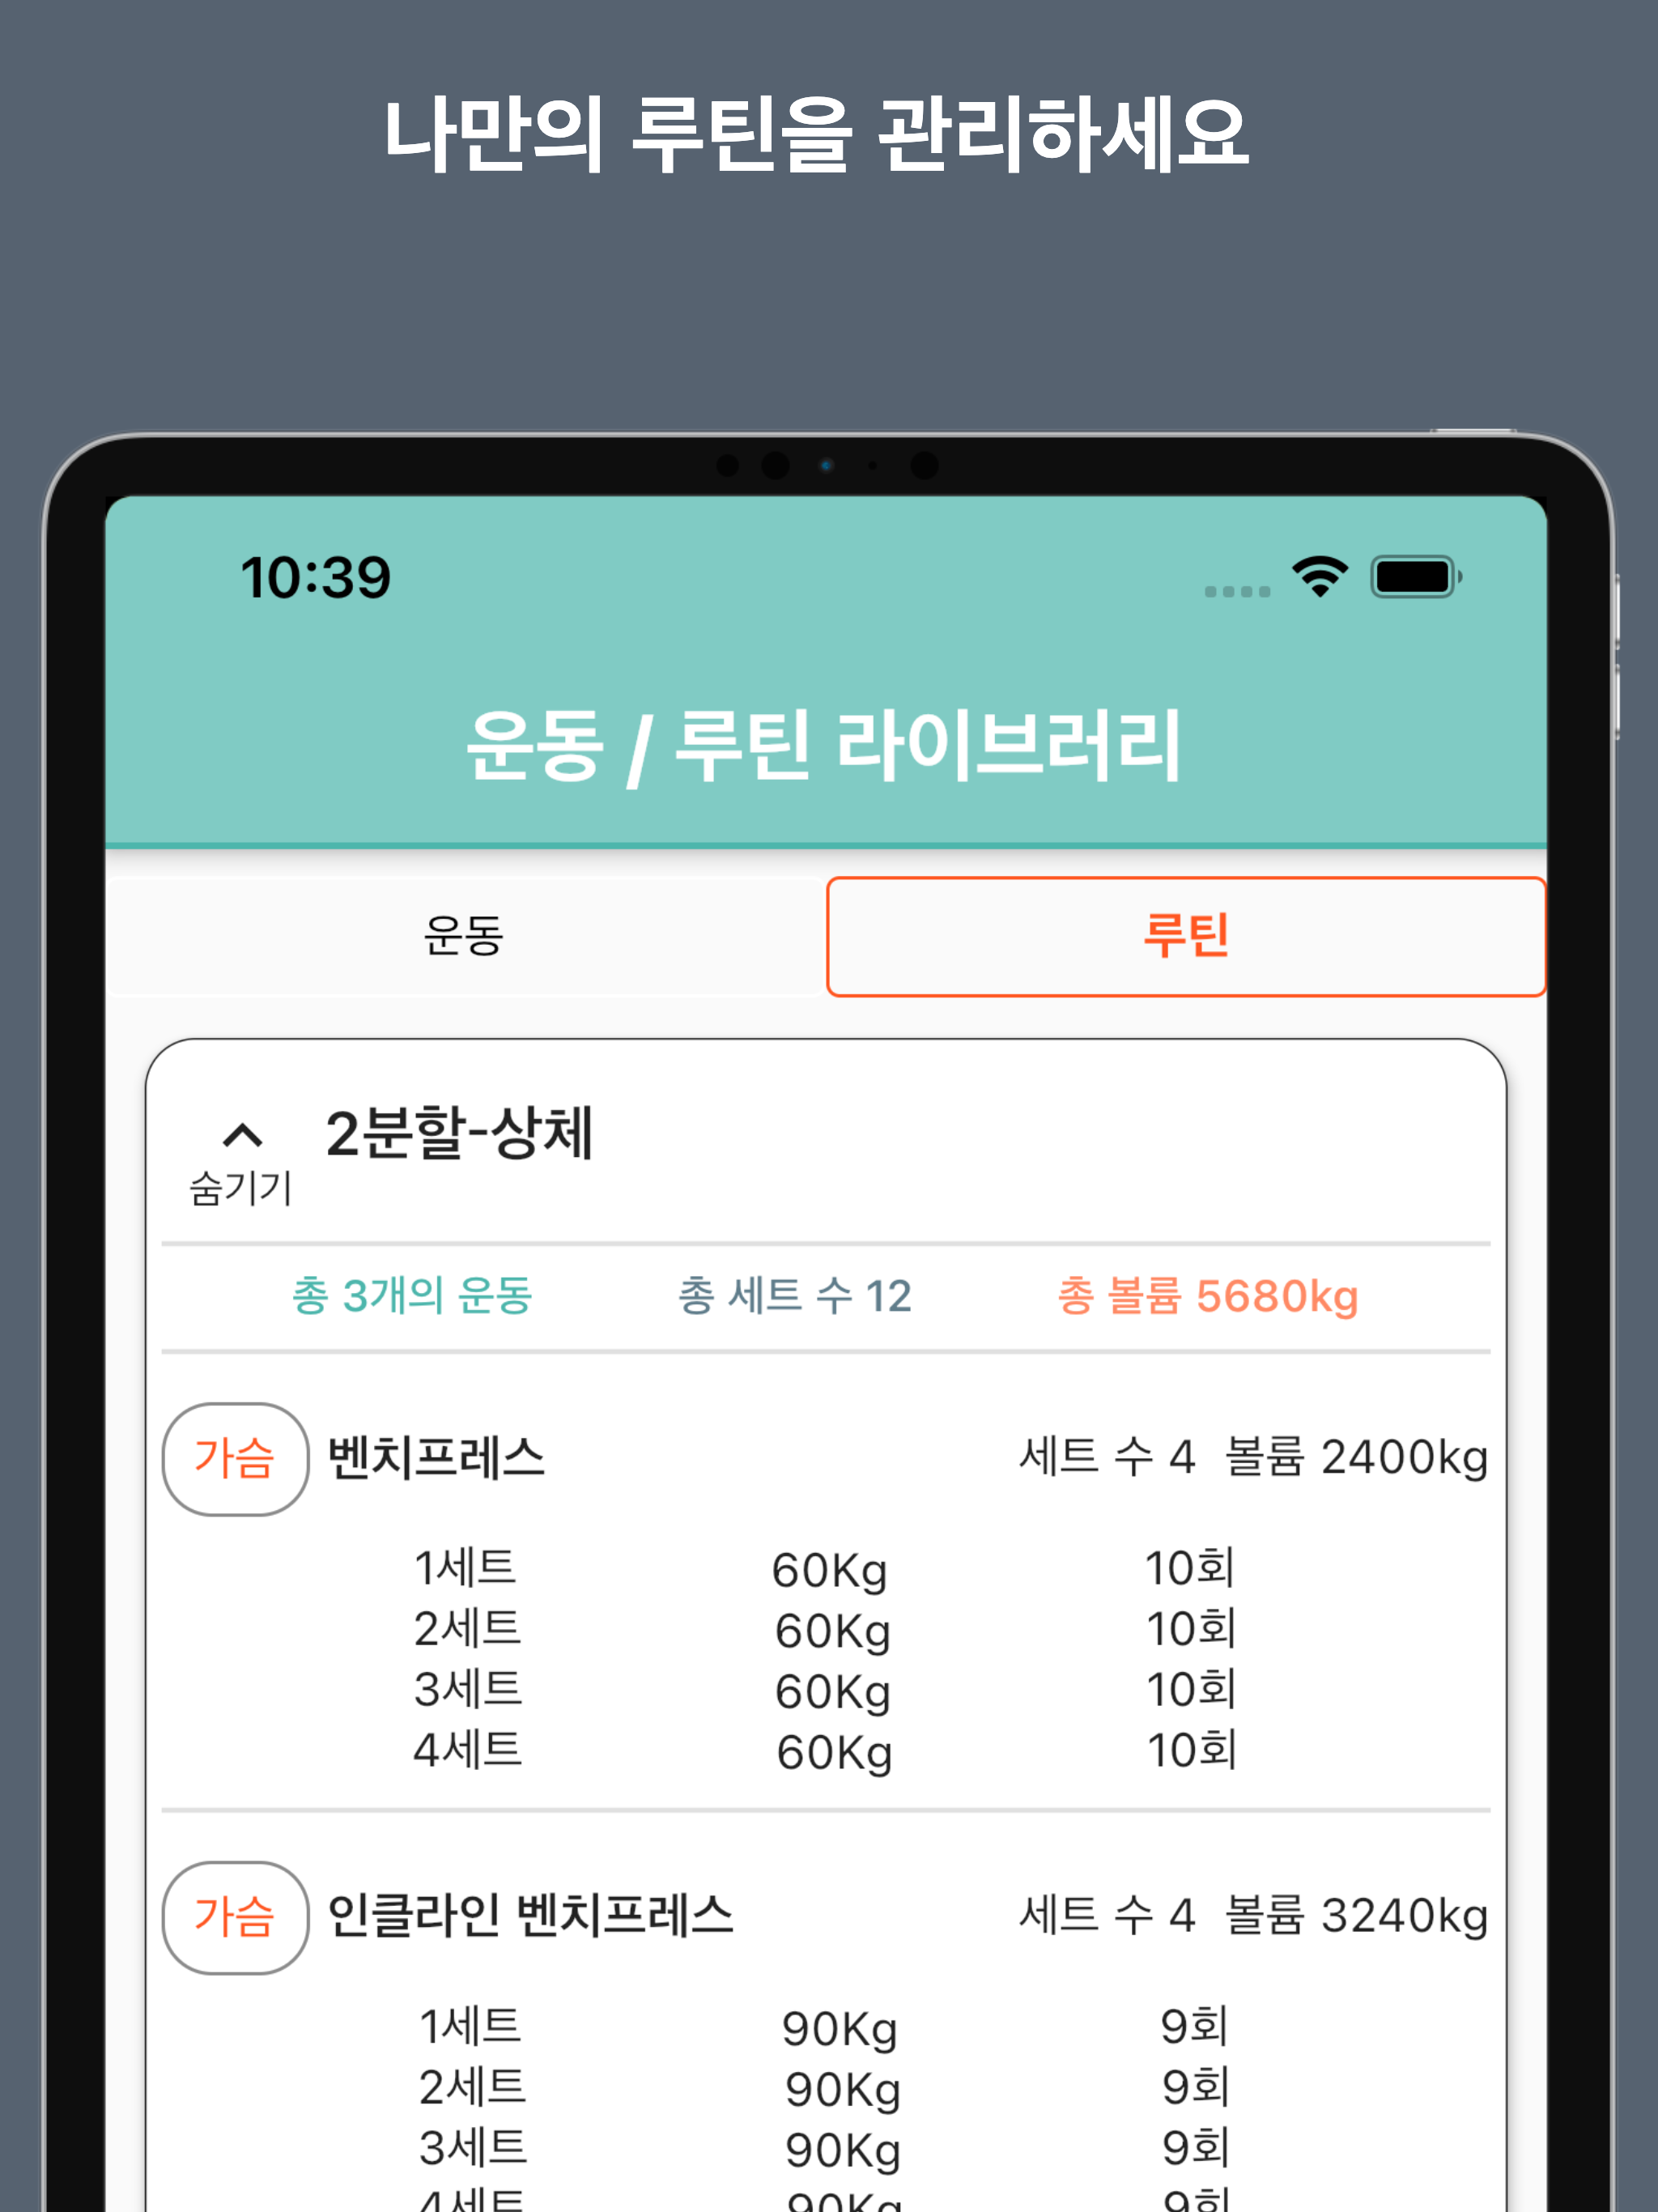 나만의 루틴을 관리하세요
10:39
운동 / 루틴 라이브러리
운동 루틴
2분할-상체
숨기기
총 3개의 운동 총 세트 수 12 총 볼륨 5680kg
가슴 벤치프레스 세트 수 4 볼륨 2400kg
1세트 60Kg 10회
2세트 60Kg 10회
3세트 60Kg 10회
4세트 60Kg 10회
가슴 인클라인 벤치프레스 세트 수 4 볼륨 3240kg
1세트 90Kg 9회
2세트 90Kg 9회
3세트 90Kg 9회
4세트 90Kg 9회